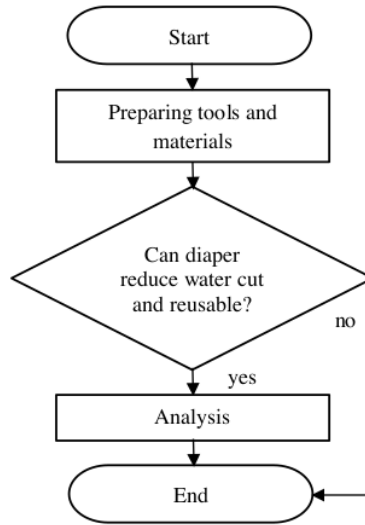 Start
Preparing tools and
materials
Can diaper
reduce water cut
and reusable?
no
yes
Analysis
End